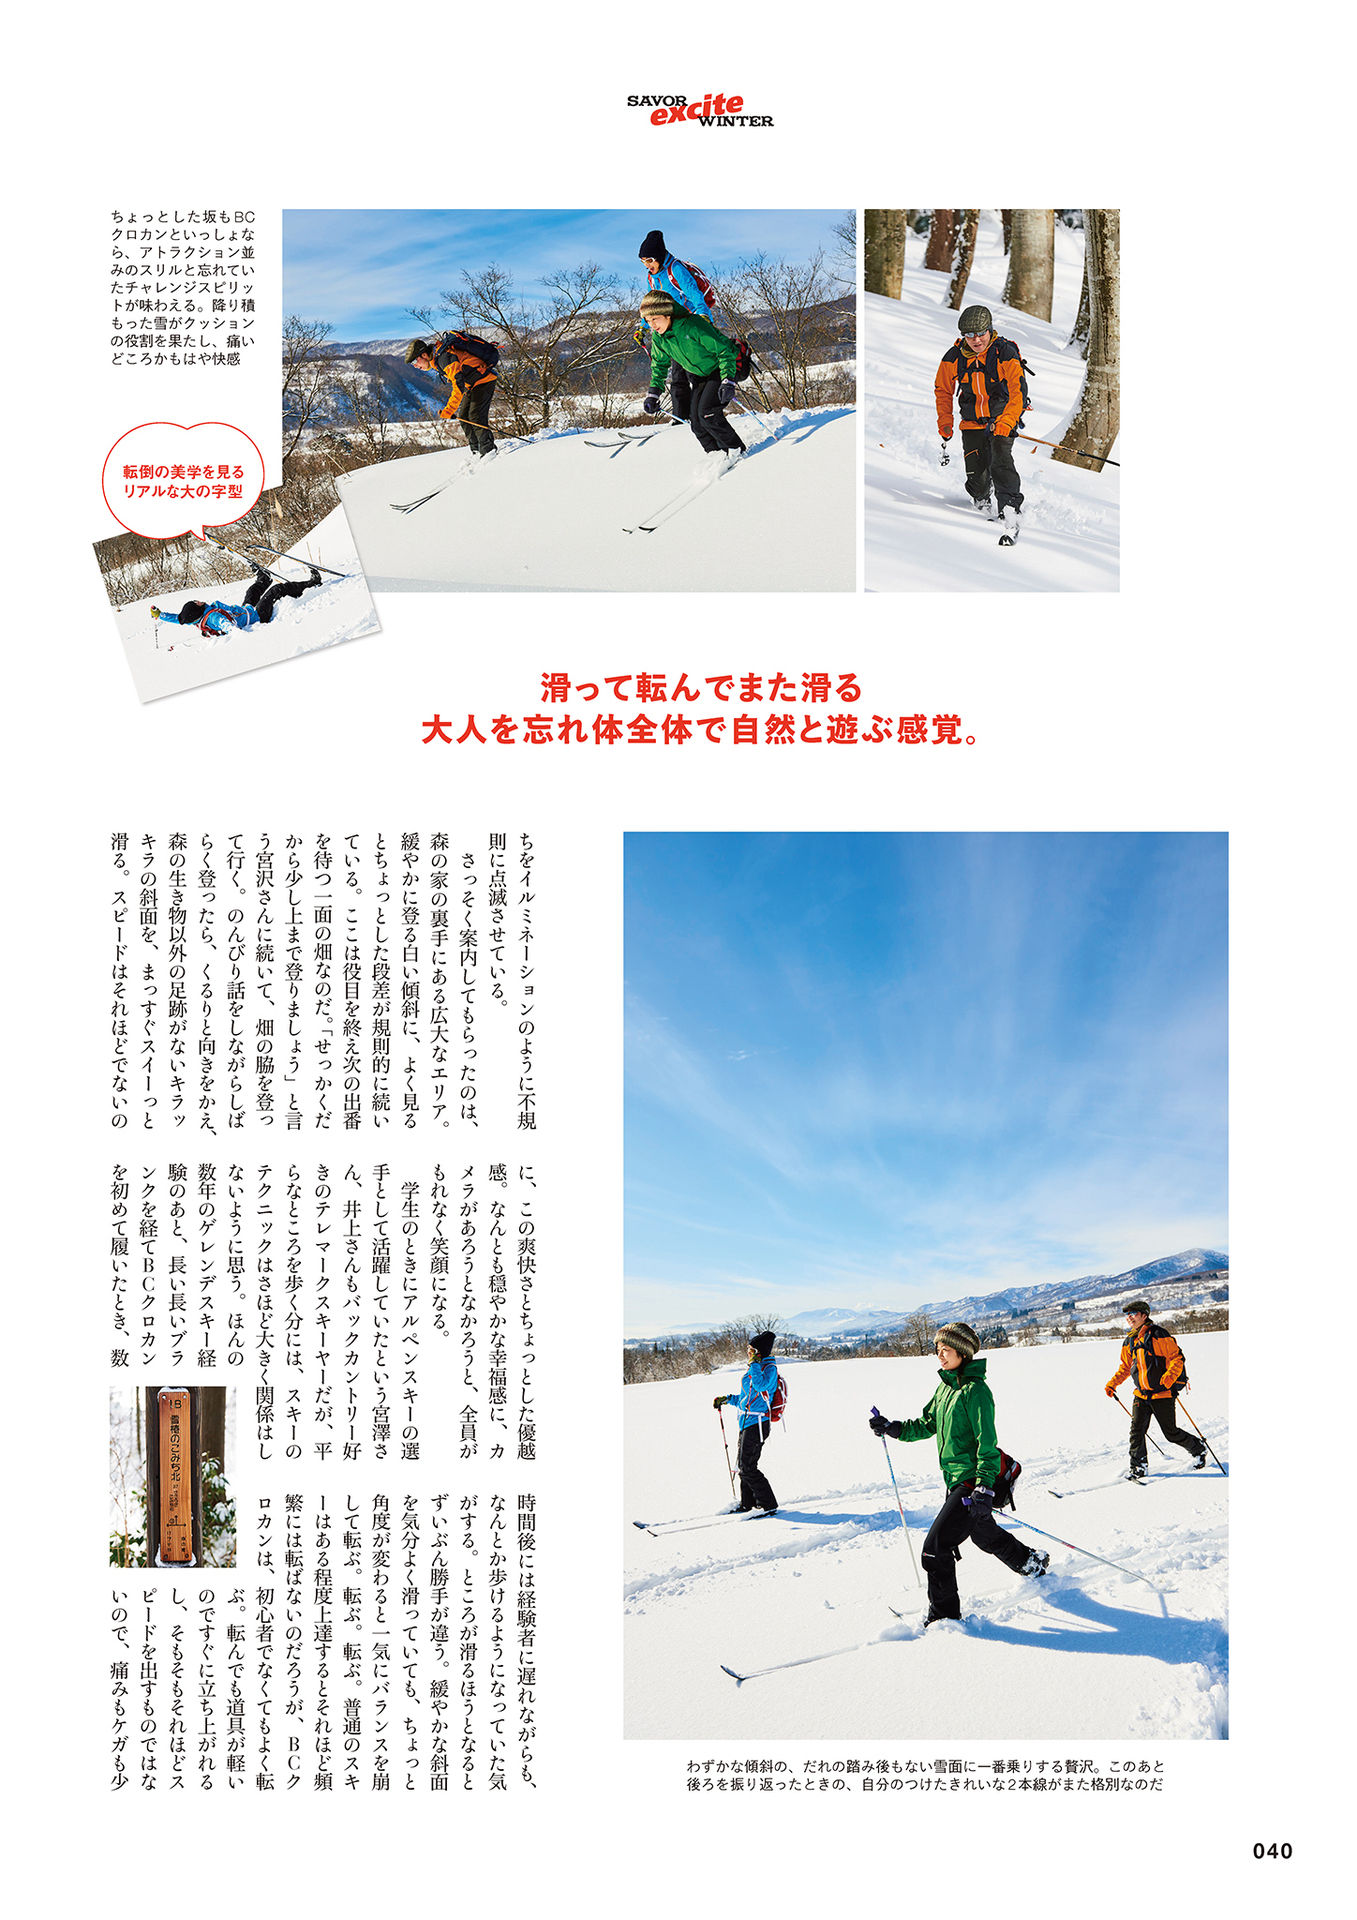 SAVOR
excite
WINTER
ちょっとした坂もBC
クロカンといっしょな
ら、アトラクション並
みのスリルと忘れてい
たチャレンジスピリッ
トが味わえる。降り積
もった雪がクッション
の役割を果たし、痛い
どころかもはや快感
転倒の美学を見る
リアルな大の字型
滑って転んでまた滑る
大人を忘れ体全体で自然と遊ぶ感覚。
ちをイルミネーションのように不規
則に点滅させている。
さっそく案内してもらったのは、
森の家の裏手にある広大なエリア。
緩やかに登る白い傾斜に、よく見る
とちょっとした段差が規則的に続い
ている。ここは役目を終え次の出番
を待つ一面の畑なのだ。「せっかくだ
から少し上まで登りましょう」と言
う宮沢さんに続いて、畑の脇を登っ
て行く。のんびり話をしながらしば
らく登ったら、くるりと向きをかえ、
森の生き物以外の足跡がないキラッ
キラの斜面を、まっすぐスイーっと
滑る。スピードはそれほどでないの
に、この爽快さとちょっとした優越
感。なんとも穏やかな幸福感に、カ
メラがあろうとなかろうと、全員が
もれなく笑顔になる。
学生のときにアルペンスキーの選
手として活躍していたという宮澤さ
ん、井上さんもバックカントリー好
きのテレマークスキーヤーだが、平
らなところを歩く分には、スキーの
テクニックはさほど大きく関係はし
ないように思う。ほんの
数年のゲレンデスキー経
験のあと、長い長いブラ
ンクを経てBCクロカン
を初めて履いたとき、数
時間後には経験者に遅れながらも、
なんとか歩けるようになっていた気
がする。ところが滑るほうとなると
ずいぶん勝手が違う。緩やかな斜面
を気分よく滑っていても、ちょっと
角度が変わると一気にバランスを崩
して転ぶ。転ぶ。転ぶ。普通のスキ
ーはある程度上達するとそれほど頻
繁には転ばないのだろうが、BCク
ロカンは、初心者でなくてもよく転
ぶ。転んでも道具が軽い
のですぐに立ち上がれる
し、そもそもそれほどス
ピードを出すものではな
いので、痛みもケガも少
雪椿のこみち北
わずかな傾斜の、だれの踏み後もない雪面に一番乗りする贅沢。このあと
後ろを振り返ったときの、自分のつけたきれいな2本線がまた格別なのだ
040